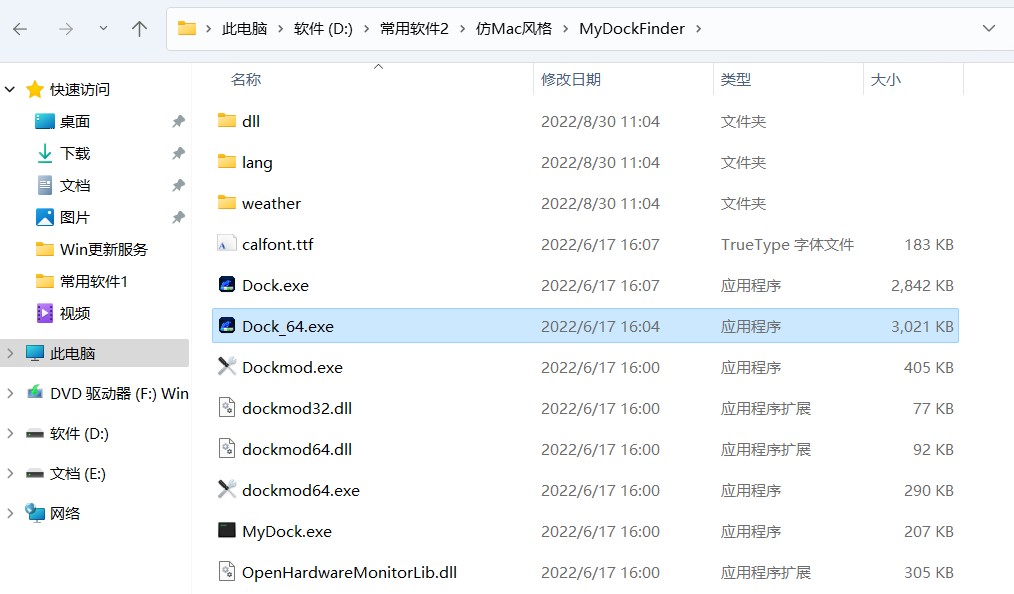 此电脑 软件 (D:) 常用软件2 仿Mac风格 MyDockFinder
名称 修改日期 类型 大小
快速访问
桌面
下载
文档
图片
Win更新服务
常用软件1
视频
此电脑
DVD 驱动器 (F:) Win
软件 (D:)
文档 (E:)
网络
dll 2022/8/30 11:04 文件夹
lang 2022/8/30 11:04 文件夹
weather 2022/8/30 11:04 文件夹
calfont.ttf 2022/6/17 16:07 TrueType 字体文件 183 KB
Dock.exe 2022/6/17 16:07 应用程序 2,842 KB
Dock_64.exe 2022/6/17 16:04 应用程序 3,021 KB
Dockmod.exe 2022/6/17 16:00 应用程序 405 KB
dockmod32.dll 2022/6/17 16:00 应用程序扩展 77 KB
dockmod64.dll 2022/6/17 16:00 应用程序扩展 92 KB
dockmod64.exe 2022/6/17 16:00 应用程序 290 KB
MyDock.exe 2022/6/17 16:00 应用程序 207 KB
OpenHardwareMonitorLib.dll 2022/6/17 16:00 应用程序扩展 305 KB